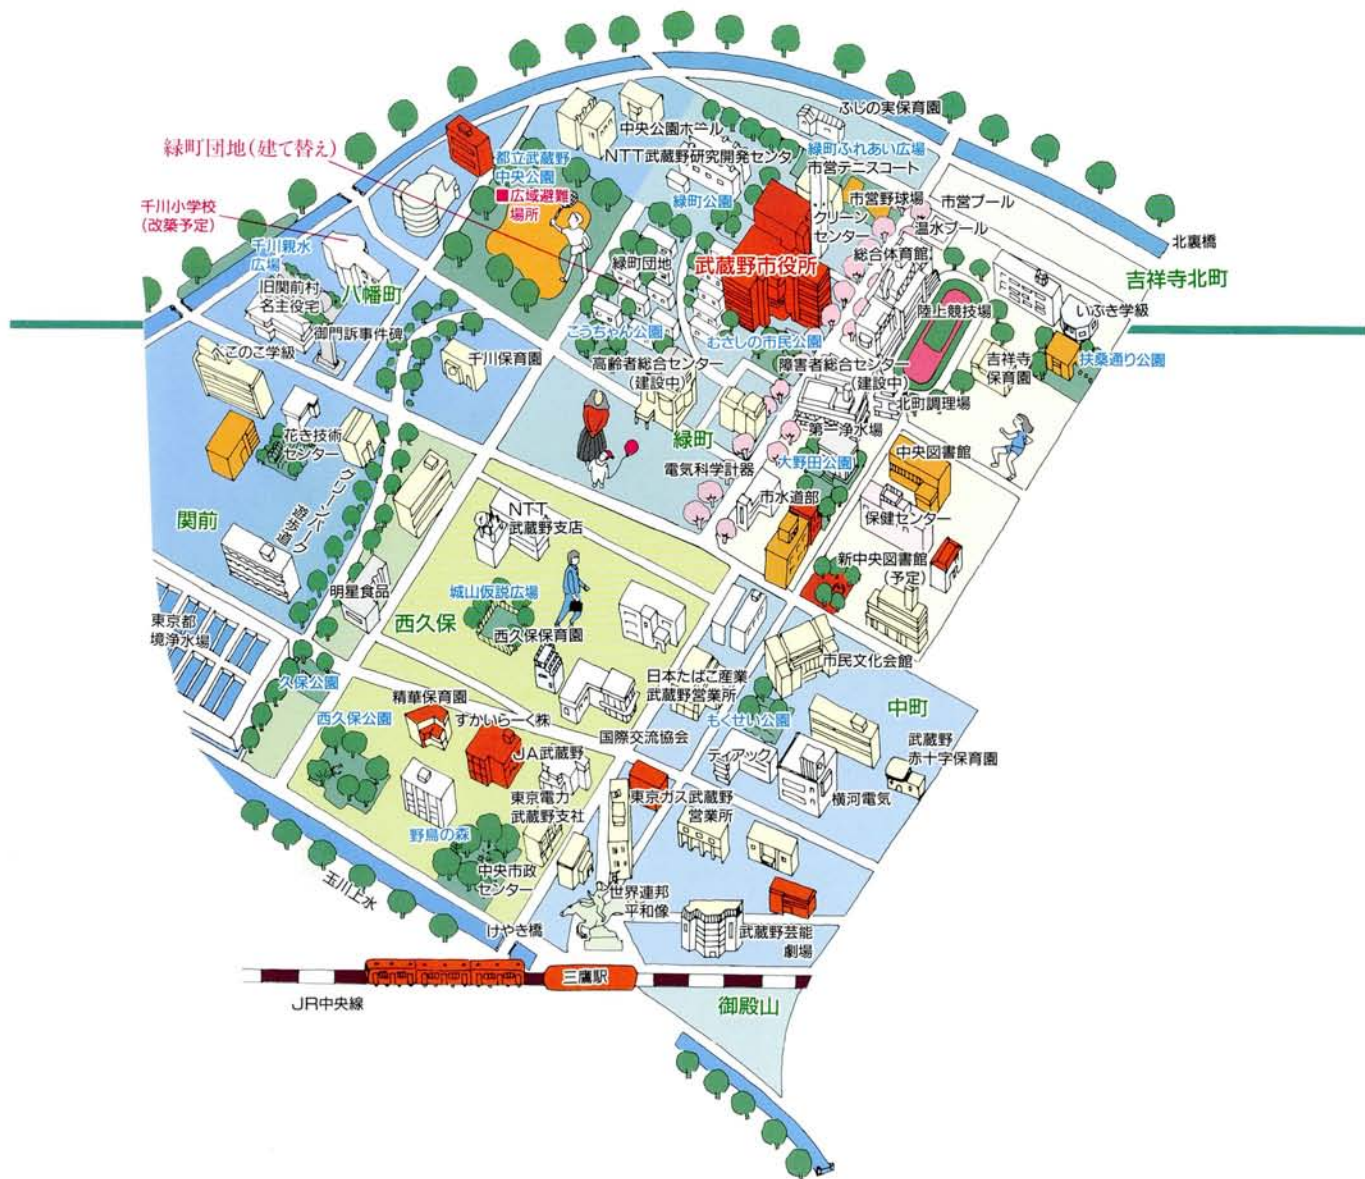 ふじの実保育園
中央公園ホール
緑町団地(建て替え)
都立武蔵野
中央公園
■広域避難
場所
NTT武蔵野研究開発センタ
緑町ふれあい広場
市営テニスコート
千川小学校
(改築予定)
緑町公園
クリーン
センター
市営野球場
市営プール
温水プール
北裏橋
千川親水
広場
緑町団地
武蔵野市役所
総合体育館
吉祥寺北町
旧関前村
名主役宅
八幡町
陸上競技場
いぶき学級
御門訴事件碑
こうちゃん公園
むさしの市民公園
ぺこのこ学級
千川保育園
高齢者総合センター
(建設中)
障害者総合センター
(建設中)
吉祥寺
保育園
扶桑通り公園
北町調理場
花き技術
センター
緑町
第一浄水場
電気科学計器
大野田公園
中央図書館
グリーンパーク
遊歩道
関前
NTT
武蔵野支店
市水道部
保健センター
新中央図書館
(予定)
明星食品
城山仮説広場
東京都
境浄水場
西久保
西久保保育園
市民文化会館
久保公園
日本たばこ産業
武蔵野営業所
精華保育園
西久保公園
すかいらーく㈱
もくせい公園
中町
国際交流協会
JA武蔵野
ティアック
武蔵野
赤十字保育園
東京電力
武蔵野支社
東京ガス武蔵野
営業所
横河電気
野鳥の森
中央市政
センター
玉川上水
世界連邦
平和像
けやき橋
武蔵野芸能
劇場
三鷹駅
JR中央線
御殿山